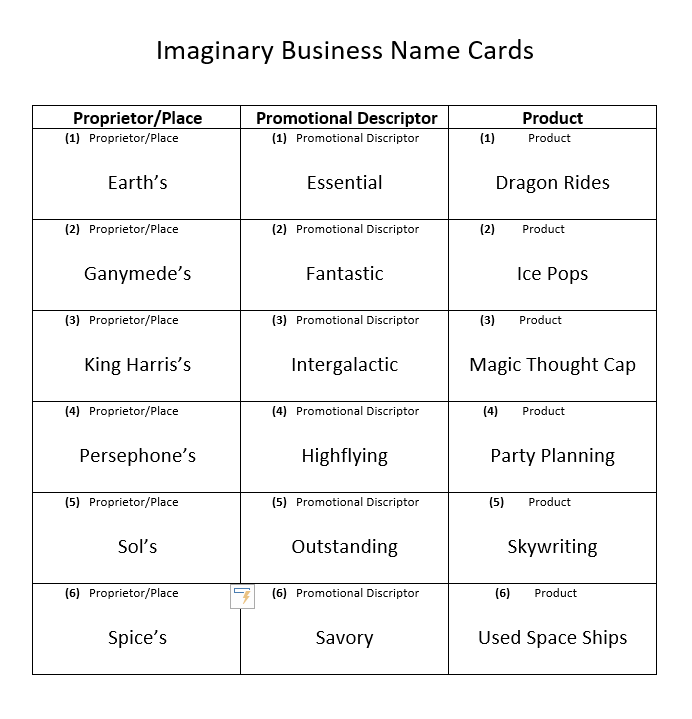 Imaginary Business Name Cards
Proprietor/Place Promotional Descriptor Product
(1) Proprietor/Place (1) Promotional Discriptor (1) Product
Earth’s Essential Dragon Rides
(2) Proprietor/Place (2) Promotional Discriptor (2) Product
Ganymede’s Fantastic Ice Pops
(3) Proprietor/Place (3) Promotional Discriptor (3) Product
King Harris’s Intergalactic Magic Thought Cap
(4) Proprietor/Place (4) Promotional Discriptor (4) Product
Persephone’s Highflying Party Planning
(5) Proprietor/Place (5) Promotional Discriptor (5) Product
Sol’s Outstanding Skywriting
(6) Proprietor/Place (6) Promotional Discriptor (6) Product
Spice’s Savory Used Space Ships